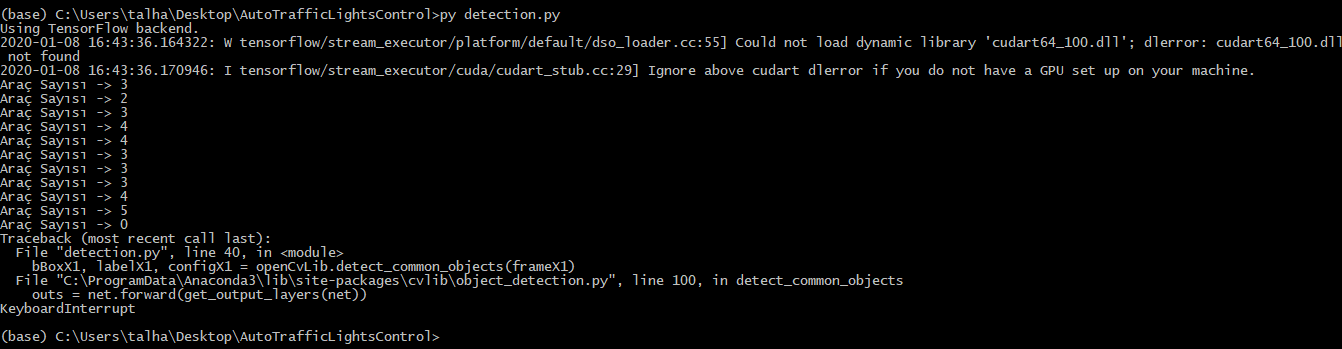 (base) C:\Users\talha\Desktop\AutoTrafficLightsControl>py detection.py
Using TensorFlow backend.
2020-01-08 16:43:36.164322: W tensorflow/stream_executor/platform/default/dso_loader.cc:55] Could not load dynamic library 'cudart64_100.dll'; dlerror: cudart64_100.dll
 not found
2020-01-08 16:43:36.170946: I tensorflow/stream_executor/cuda/cudart_stub.cc:29] Ignore above cudart dlerror if you do not have a GPU set up on your machine.
Araç Sayısı -> 3
Araç Sayısı -> 2
Araç Sayısı -> 3
Araç Sayısı -> 4
Araç Sayısı -> 4
Araç Sayısı -> 3
Araç Sayısı -> 3
Araç Sayısı -> 3
Araç Sayısı -> 4
Araç Sayısı -> 5
Araç Sayısı -> 0
Traceback (most recent call last):
  File "detection.py", line 40, in <module>
    bBoxX1, labelX1, configX1 = openCvLib.detect_common_objects(frameX1)
  File "C:\ProgramData\Anaconda3\lib\site-packages\cvlib\object_detection.py", line 100, in detect_common_objects
    outs = net.forward(get_output_layers(net))
KeyboardInterrupt
(base) C:\Users\talha\Desktop\AutoTrafficLightsControl>